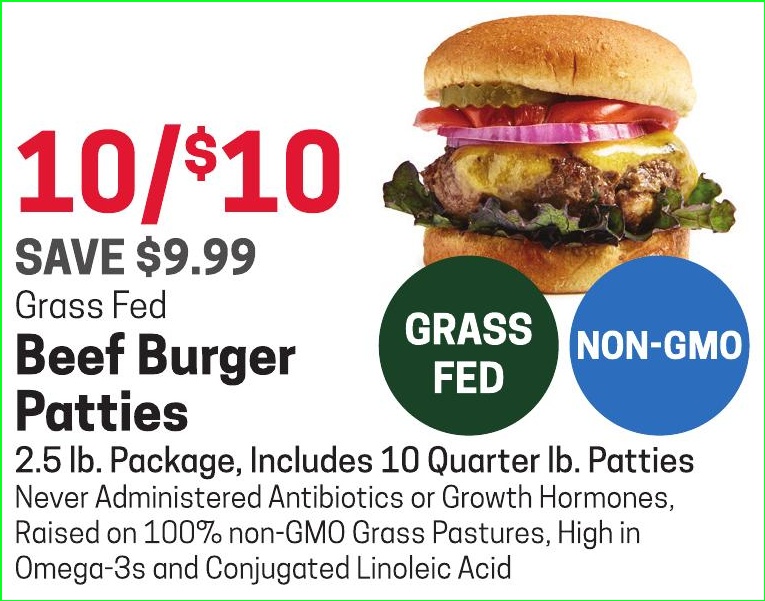 10/$10
SAVE $9.99
Grass Fed
Beef Burger
Patties
GRASS
FED
NON-GMO
2.5 lb. Package, Includes 10 Quarter lb. Patties
Never Administered Antibiotics or Growth Hormones,
Raised on 100% non-GMO Grass Pastures, High in
Omega-3s and Conjugated Linoleic Acid